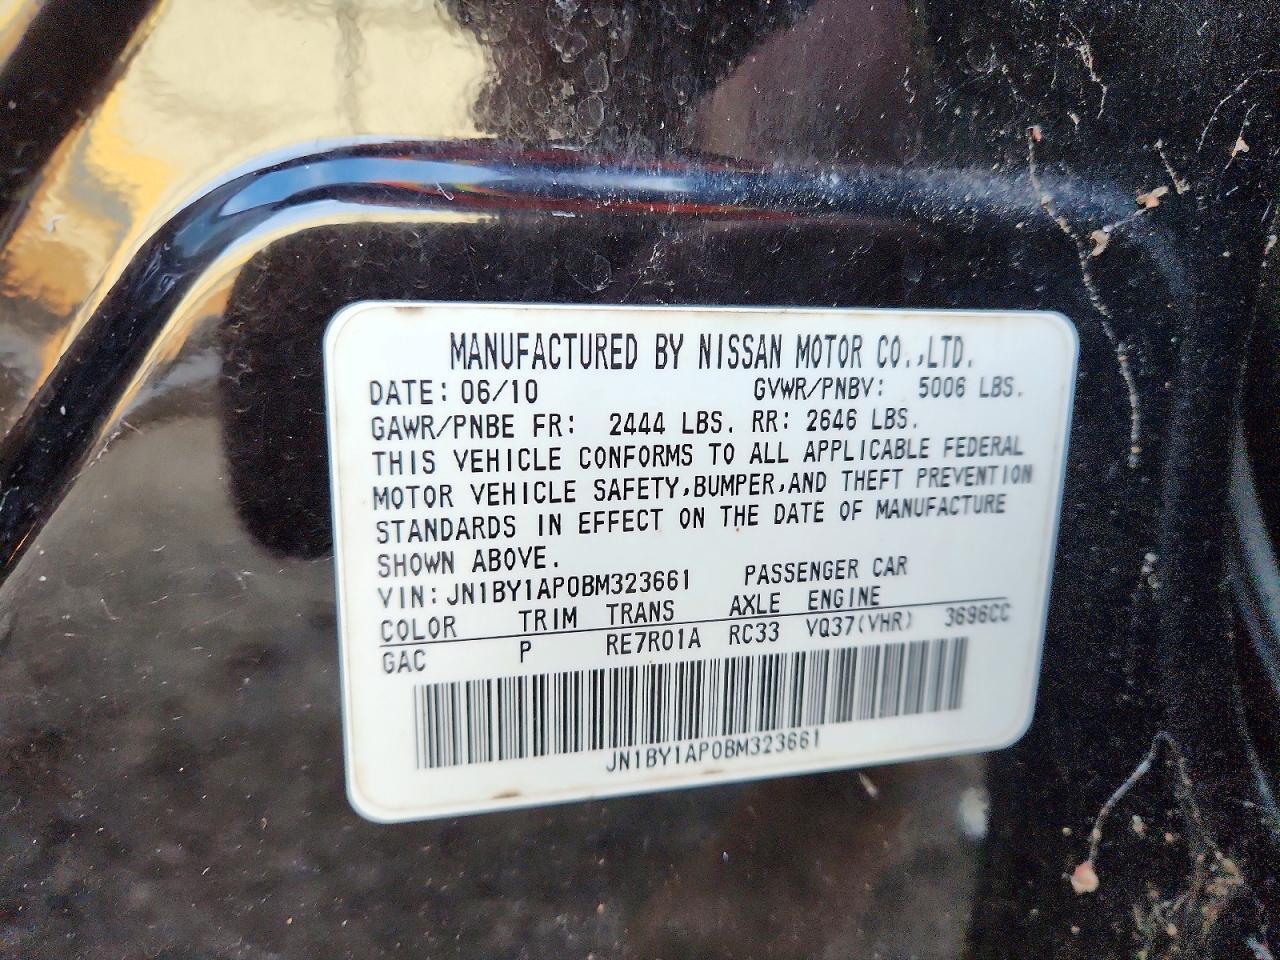 MANUFACTURED BY NISSAN MOTOR CO.,LTD.
DATE: 06/10 GVWR/PNBV: 5006 LBS.
GAWR/PNBE FR: 2444 LBS. RR: 2646 LBS.
THIS VEHICLE CONFORMS TO ALL APPLICABLE FEDERAL
MOTOR VEHICLE SAFETY,BUMPER,AND THEFT PREVENTION
STANDARDS IN EFFECT ON THE DATE OF MANUFACTURE
SHOWN ABOVE.
VIN: JN1BY1AP0BM323661 PASSENGER CAR
COLOR TRIM TRANS AXLE ENGINE
GAC P RE7R01A RC33 VQ37(VHR) 3696CC
JN1BY1AP0BM323661